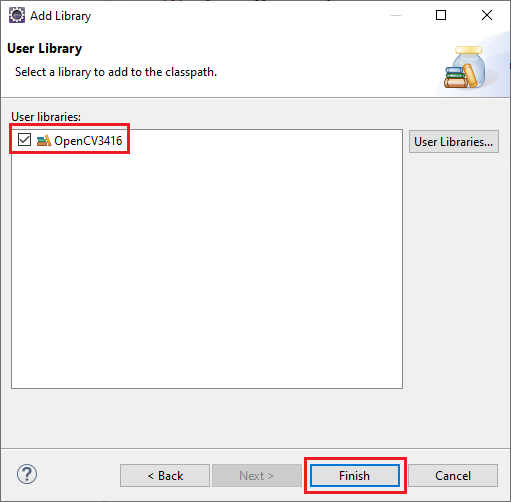 Add Library
User Library
Select a library to add to the classpath.
User libraries:
OpenCV3416
User Libraries...
?
< Back
Next >
Finish
Cancel